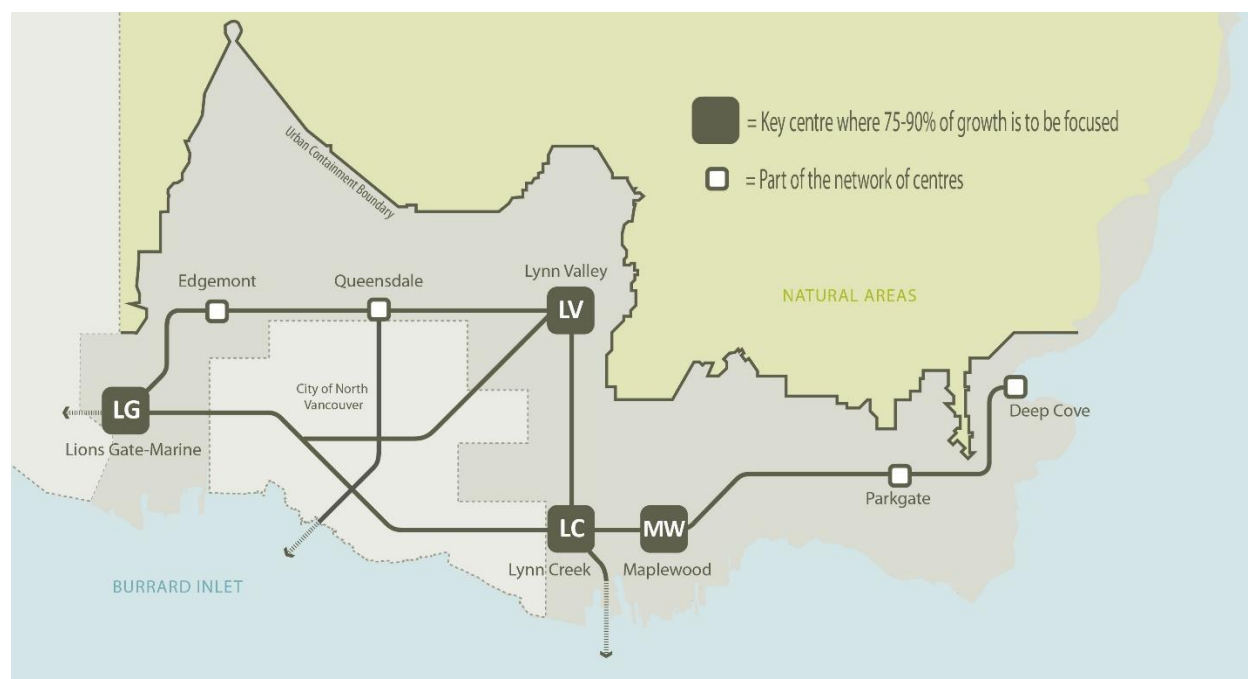 = Key centre where 75-90% of growth is to be focused
= Part of the network of centres
Urban Containment Boundary
NATURAL AREAS
Edgemont
Queensdale
Lynn Valley
LV
City of North
Vancouver
LG
Lions Gate-Marine
Deep Cove
Parkgate
LC
MW
Lynn Creek
Maplewood
BURRARD INLET